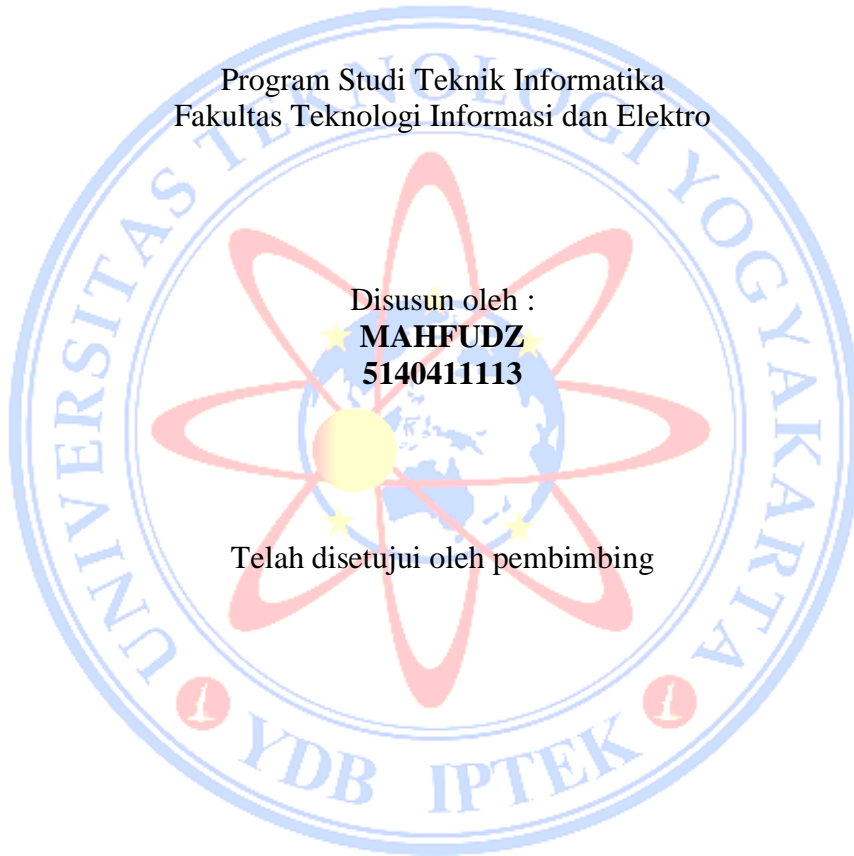 Program Studi Teknik Informatika
Fakultas Teknologi Informasi dan Elektro
Disusun oleh :
MAHFUDZ
5140411113
Telah disetujui oleh pembimbing
UNIVERSITAS TEKNOLOGI YOGYAKARTA
YDB IPTEK